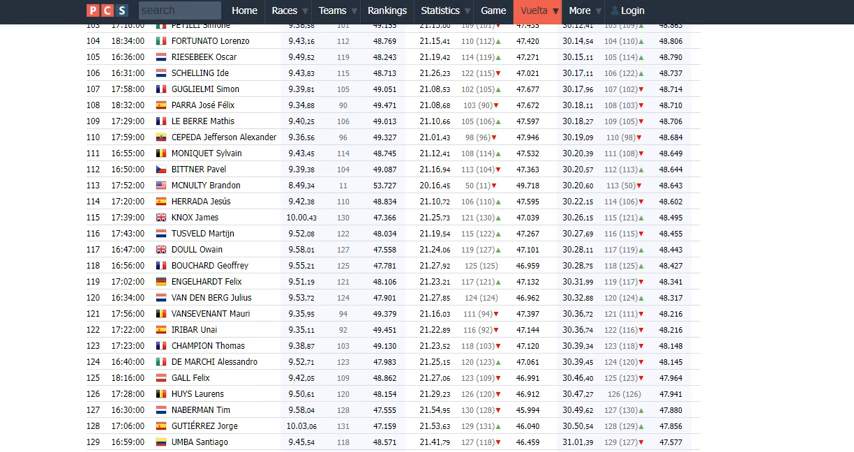 PCS search Home Races ▼ Teams ▼ Rankings Statistics ▼ Game Vuelta ▼ More ▼ Login
103 17:10:00 PETILLI Simone 9.38,58 101 49.155 21.13,00 109 (101)▲ 47.435 30.12,41 103 (109)▲ 48.863
104 18:34:00 FORTUNATO Lorenzo 9.43,16 112 48.769 21.15,41 110 (112)▲ 47.420 30.14,54 104 (110)▲ 48.806
105 16:36:00 RIESEBEEK Oscar 9.49,52 119 48.243 21.19,42 114 (119)▲ 47.271 30.15,11 105 (114)▲ 48.790
106 16:31:00 SCHELLING Ide 9.43,83 115 48.713 21.26,23 122 (115)▼ 47.021 30.17,11 106 (122)▲ 48.737
107 17:58:00 GUGLIELMI Simon 9.39,81 105 49.051 21.08,53 102 (105)▲ 47.677 30.17,96 107 (102)▼ 48.714
108 18:32:00 PARRA José Félix 9.34,88 90 49.471 21.08,68 103 (90)▼ 47.672 30.18,11 108 (103)▼ 48.710
109 17:29:00 LE BERRE Mathis 9.40,25 106 49.013 21.10,66 105 (106)▲ 47.597 30.18,27 109 (105)▼ 48.706
110 17:59:00 CEPEDA Jefferson Alexander 9.36,56 96 49.327 21.01,43 98 (96)▼ 47.946 30.19,09 110 (98)▼ 48.684
111 16:55:00 MONIQUET Sylvain 9.43,45 114 48.745 21.12,41 108 (114)▲ 47.532 30.20,39 111 (108)▼ 48.649
112 16:50:00 BITTNER Pavel 9.39,38 104 49.087 21.16,94 113 (104)▼ 47.363 30.20,57 112 (113)▲ 48.644
113 17:52:00 MCNULTY Brandon 8.49,34 11 53.727 20.16,45 50 (11)▼ 49.718 30.20,60 113 (50)▼ 48.643
114 17:20:00 HERRADA Jesús 9.42,38 110 48.834 21.10,72 106 (110)▲ 47.595 30.22,15 114 (106)▼ 48.602
115 17:39:00 KNOX James 10.00,43 130 47.366 21.25,73 121 (130)▲ 47.039 30.26,15 115 (121)▲ 48.495
116 17:43:00 TUSVELD Martijn 9.52,08 122 48.034 21.19,54 115 (122)▲ 47.267 30.27,69 116 (115)▼ 48.455
117 16:47:00 DOULL Owain 9.58,01 127 47.558 21.24,06 119 (127)▲ 47.101 30.28,11 117 (119)▲ 48.443
118 16:56:00 BOUCHARD Geoffrey 9.55,21 125 47.781 21.27,92 125 (125) 46.959 30.28,75 118 (125)▲ 48.427
119 17:02:00 ENGELHARDT Felix 9.51,19 121 48.106 21.23,21 117 (121)▲ 47.132 30.31,99 119 (117)▼ 48.341
120 16:34:00 VAN DEN BERG Julius 9.53,72 124 47.901 21.27,85 124 (124) 46.962 30.32,88 120 (124)▲ 48.317
121 17:56:00 VANSEVENANT Mauri 9.35,95 94 49.379 21.16,03 111 (94)▼ 47.397 30.36,72 121 (111)▼ 48.216
122 17:22:00 IRIBAR Unai 9.35,11 92 49.451 21.22,89 116 (92)▼ 47.144 30.36,74 122 (116)▼ 48.216
123 17:23:00 CHAMPION Thomas 9.38,87 103 49.130 21.23,52 118 (103)▼ 47.120 30.39,34 123 (118)▼ 48.148
124 16:40:00 DE MARCHI Alessandro 9.52,71 123 47.983 21.25,15 120 (123)▲ 47.061 30.39,45 124 (120)▼ 48.145
125 18:16:00 GALL Felix 9.42,05 109 48.862 21.27,06 123 (109)▼ 46.991 30.46,40 125 (123)▼ 47.964
126 17:28:00 HUYS Laurens 9.50,61 120 48.154 21.29,23 126 (120)▼ 46.912 30.47,27 126 (126) 47.941
127 16:30:00 NABERMAN Tim 9.58,04 128 47.555 21.54,95 130 (128)▼ 45.994 30.49,62 127 (130)▲ 47.880
128 17:06:00 GUTIÉRREZ Jorge 10.03,06 131 47.159 21.53,63 129 (131)▲ 46.040 30.50,54 128 (129)▲ 47.856
129 16:59:00 UMBA Santiago 9.45,54 118 48.571 21.41,79 127 (118)▼ 46.459 31.01,39 129 (127)▼ 47.577